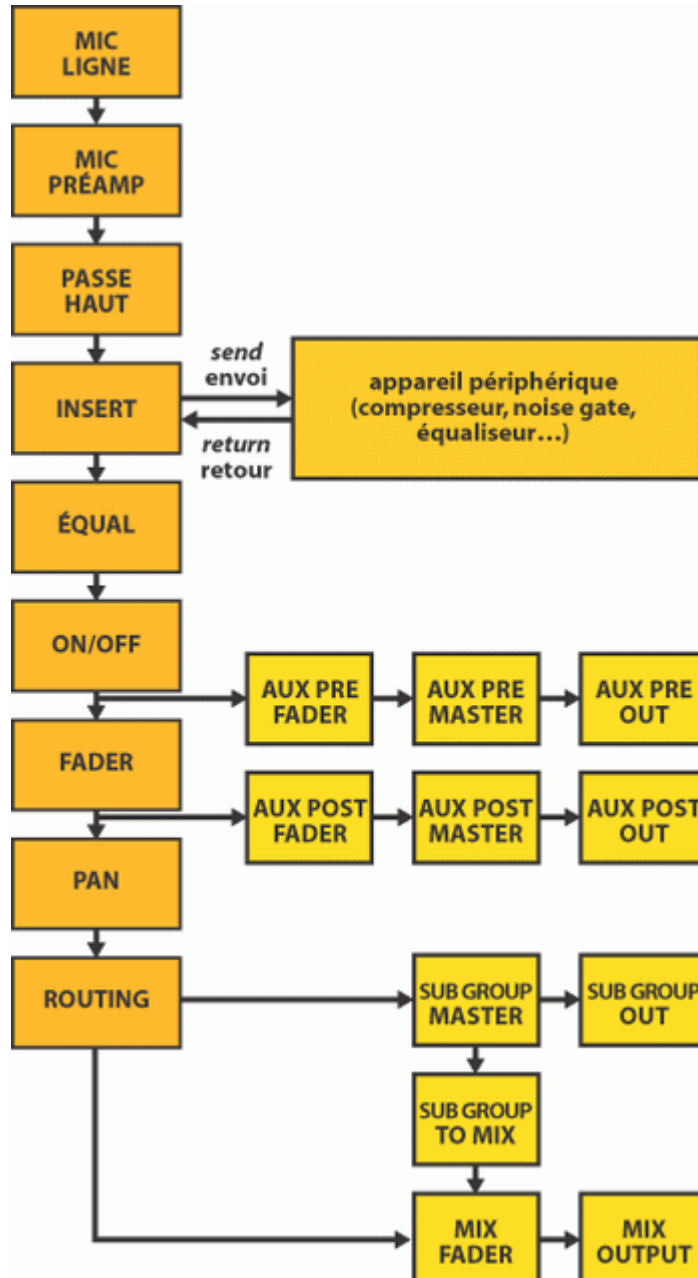 MIC
LIGNE
MIC
PRÉAMP
PASSE
HAUT
send
envoi
INSERT
return
retour
appareil périphérique
(compresseur, noise gate,
équaliseur...)
ÉQUAL
ON/OFF
AUX PRE
FADER
AUX PRE
MASTER
AUX PRE
OUT
FADER
AUX POST
FADER
AUX POST
MASTER
AUX POST
OUT
PAN
ROUTING
SUB GROUP
MASTER
SUB GROUP
OUT
SUB GROUP
TO MIX
MIX
FADER
MIX
OUTPUT